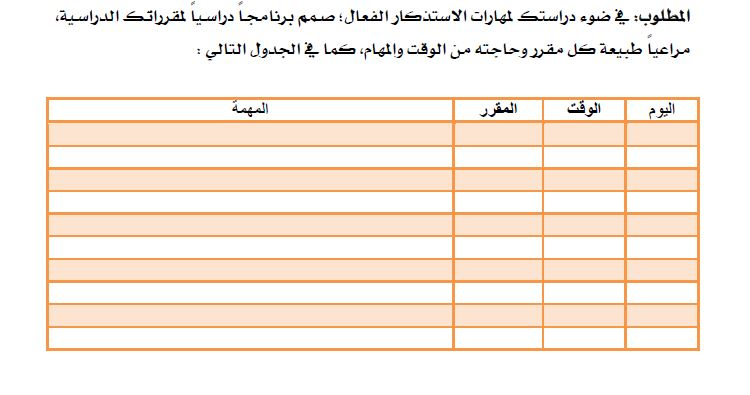 المطلوب: في ضوء دراستك لمهارات الاستذكار الفعال؛ صمم برنامجاً دراسياً لمقرراتك الدراسية،
مراعياً طبيعة كل مقرر وحاجته من الوقت والمهام، كما في الجدول التالي :
اليوم الوقت المقرر المهمة